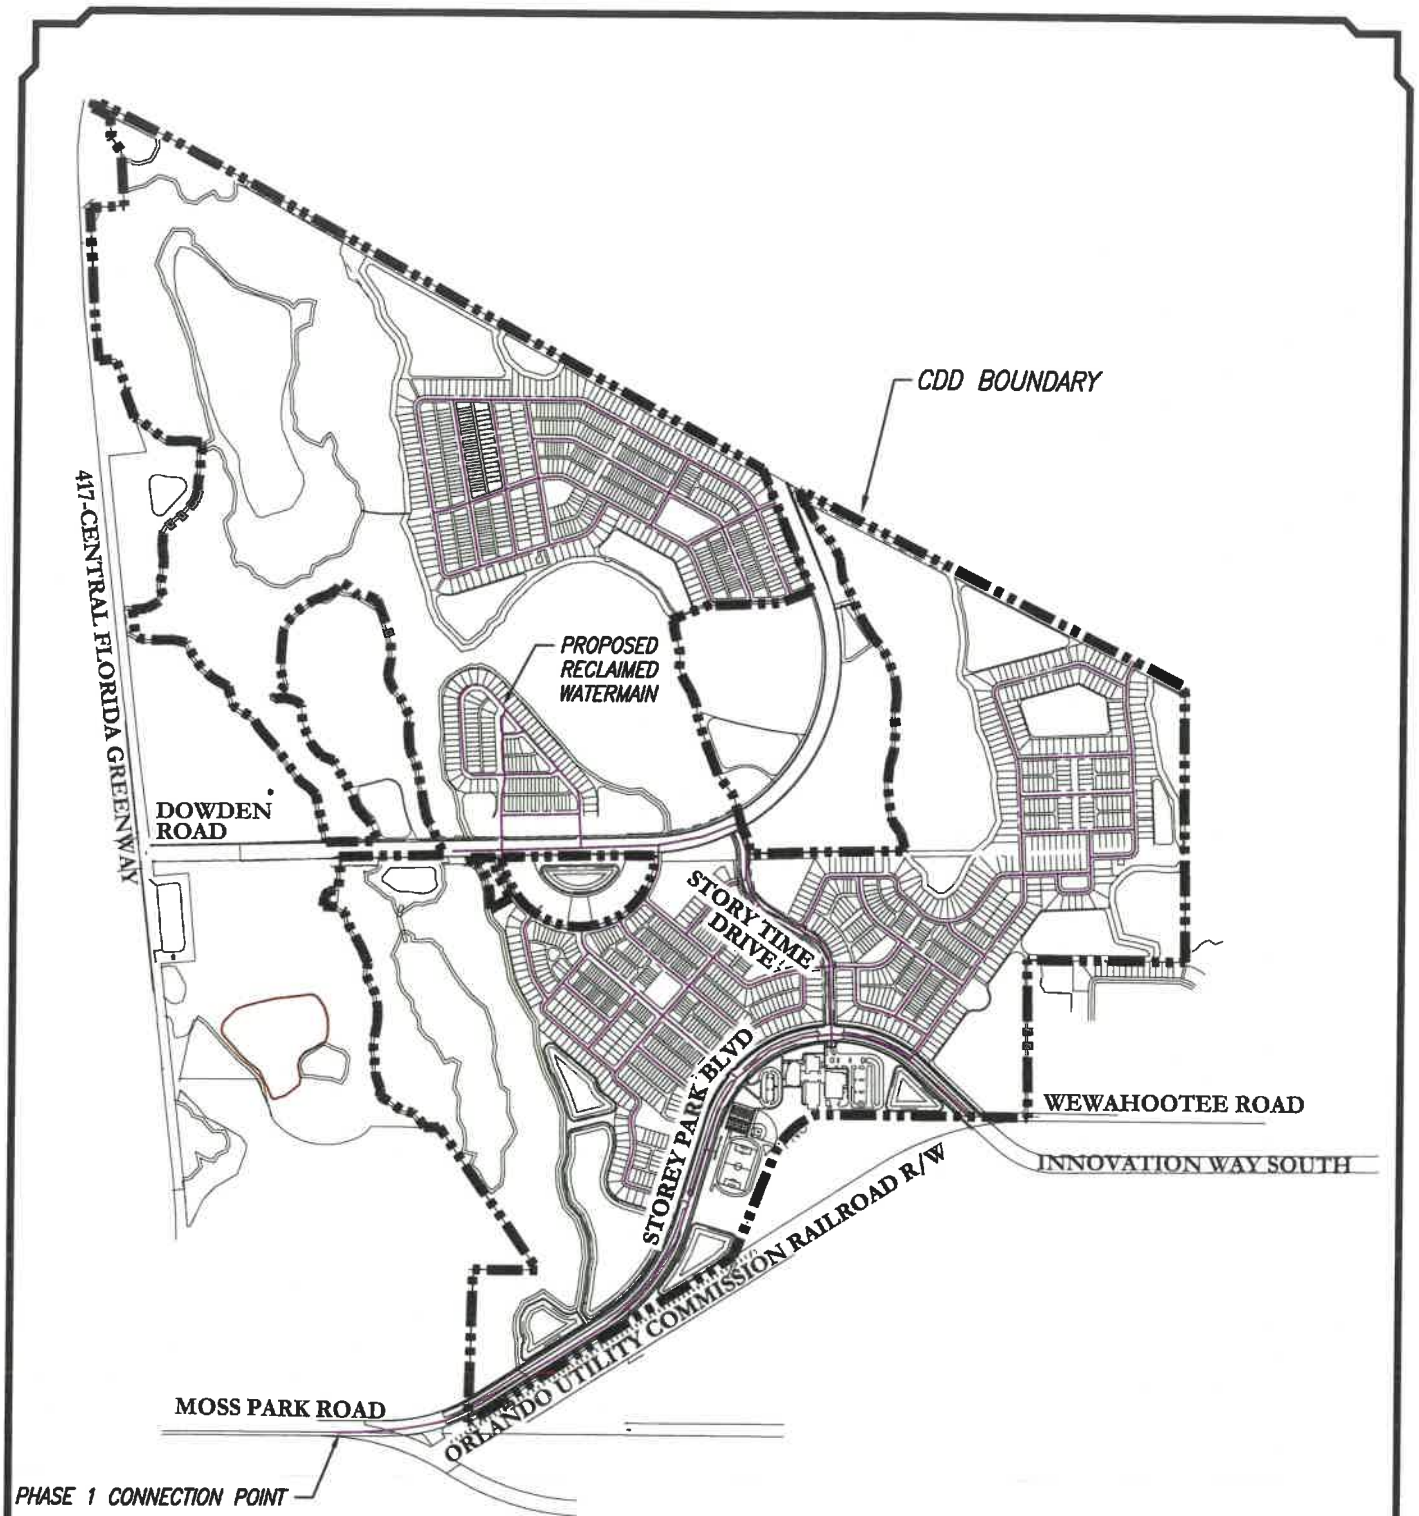 CDD BOUNDARY
417-CENTRAL FLORIDA GREENWAY
PROPOSED
RECLAIMED
WATERMAIN
DOWDEN
ROAD
STORY TIME
DRIVE
STOREY PARK BLVD
WEWAHOOTEE ROAD
INNOVATION WAY SOUTH
ORLANDO UTILITY COMMISSION RAILROAD R/W
MOSS PARK ROAD
PHASE 1 CONNECTION POINT